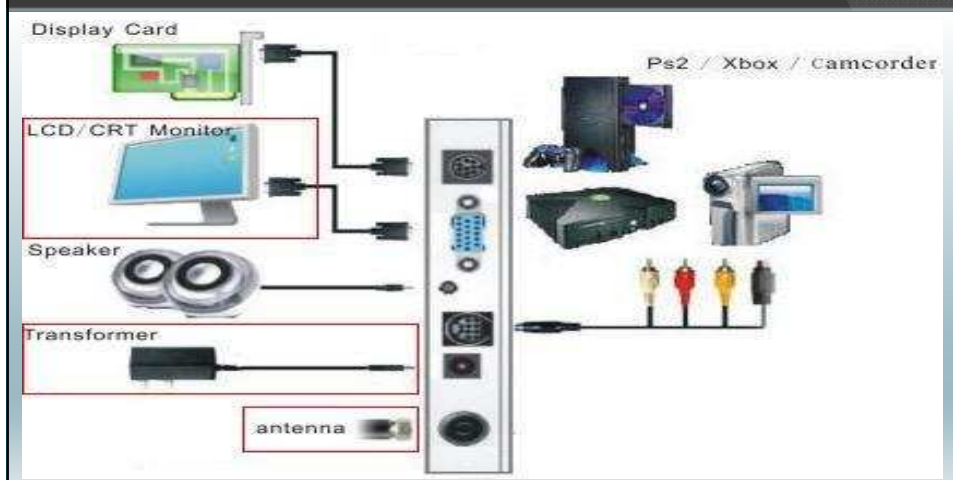 Display Card
Ps2 / Xbox / Camcorder
LCD/CRT Monitor
Speaker
Transformer
antenna